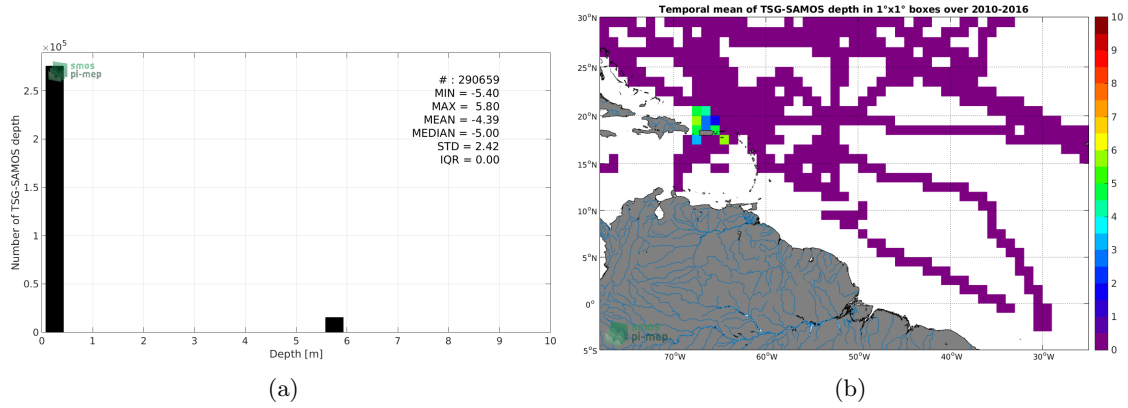 ×10⁵
smos
pi-mep
# : 290659
MIN = -5.40
MAX = 5.80
MEAN = -4.39
MEDIAN = -5.00
STD = 2.42
IQR = 0.00
Number of TSG-SAMOS depth
2.5
2
1.5
1
0.5
0
0 1 2 3 4 5 6 7 8 9 10
Depth [m]
(a)
Temporal mean of TSG-SAMOS depth in 1°x1° boxes over 2010-2016
30°N
25°N
20°N
15°N
10°N
5°N
0°
5°S
70°W 60°W 50°W 40°W 30°W
smos
pi-mep
10
9
8
7
6
5
4
3
2
1
0
(b)